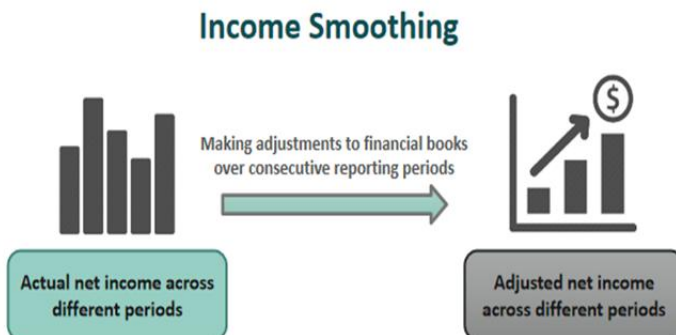 Income Smoothing
$
Making adjustments to financial books
over consecutive reporting periods
Actual net income across
different periods
Adjusted net income
across different periods